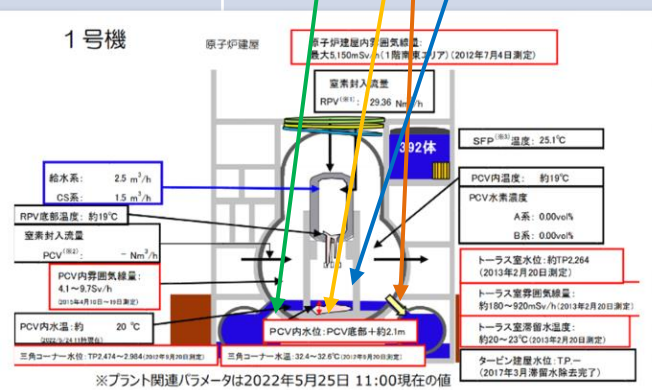 1号機
原子炉建屋
原子炉建屋内雰囲気線量:
最大5,150mSv/h(1階南東エリア)(2012年7月4日測定)
窒素封入流量
RPV(※1): 29.36 Nm³/h
392体
SFP(※3)温度: 25.1℃
給水系: 2.5 m³/h
CS系: 1.5 m³/h
PCV内温度: 約19℃
PCV水素濃度
A系: 0.00vol%
B系: 0.00vol%
RPV底部温度: 約19℃
窒素封入流量
PCV(※2): - Nm³/h
PCV内雰囲気線量:
4.1~9.7Sv/h
(2015年4月10日~19日測定)
トーラス室水位: 約TP2,264
(2013年2月20日測定)
トーラス室雰囲気線量:
約180~920mSv/h(2013年2月20日測定)
トーラス室滞留水温度:
約20~23℃(2013年2月20日測定)
PCV内水温: 約 20 ℃
PCV内水位: PCV底部+約2.1m
三角コーナー水位: TP2,474~2,984(2012年9月20日測定)
三角コーナー水温: 32.4~32.6℃(2012年9月20日測定)
タービン建屋水位: T.P.-
(2017年3月滞留水除去完了)
※プラント関連パラメータは2022年5月25日 11:00現在の値